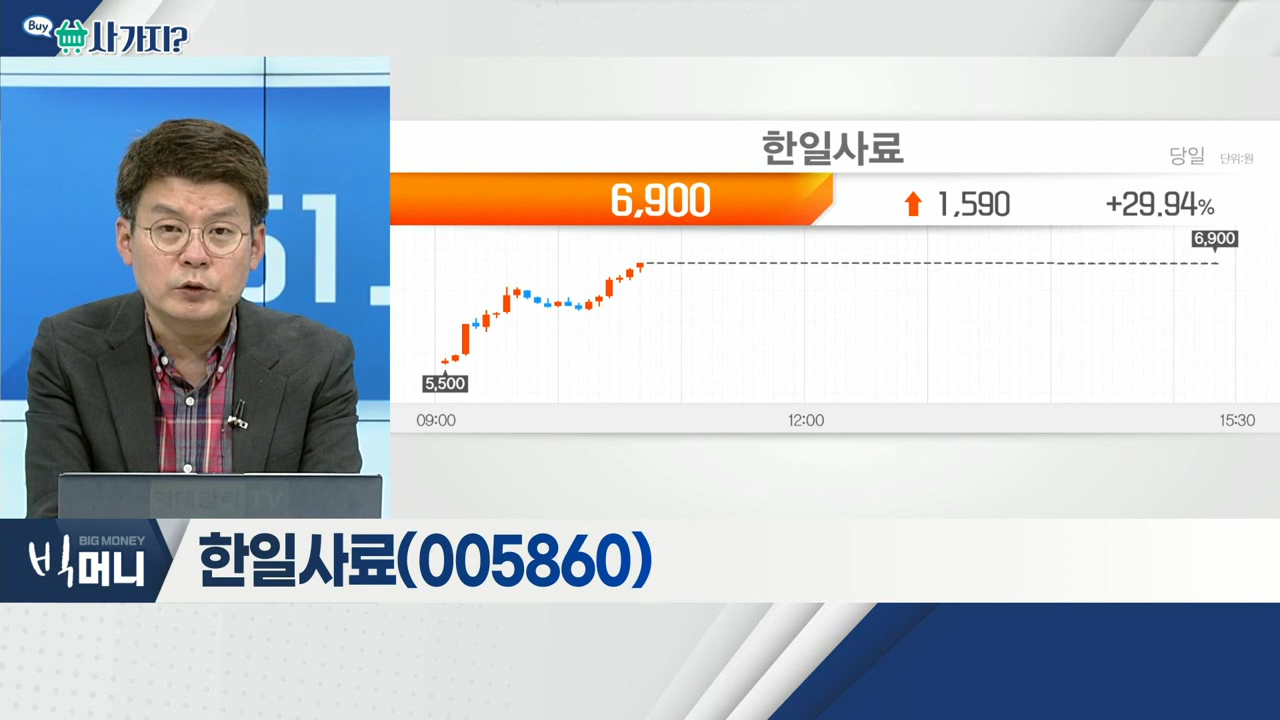 Buy
사가지?
51.
한일사료
당일 단위:원
6,900 1,590 +29.94%
6,900
5,500
09:00 12:00 15:30
BIG MONEY
빅머니
한일사료(005860)